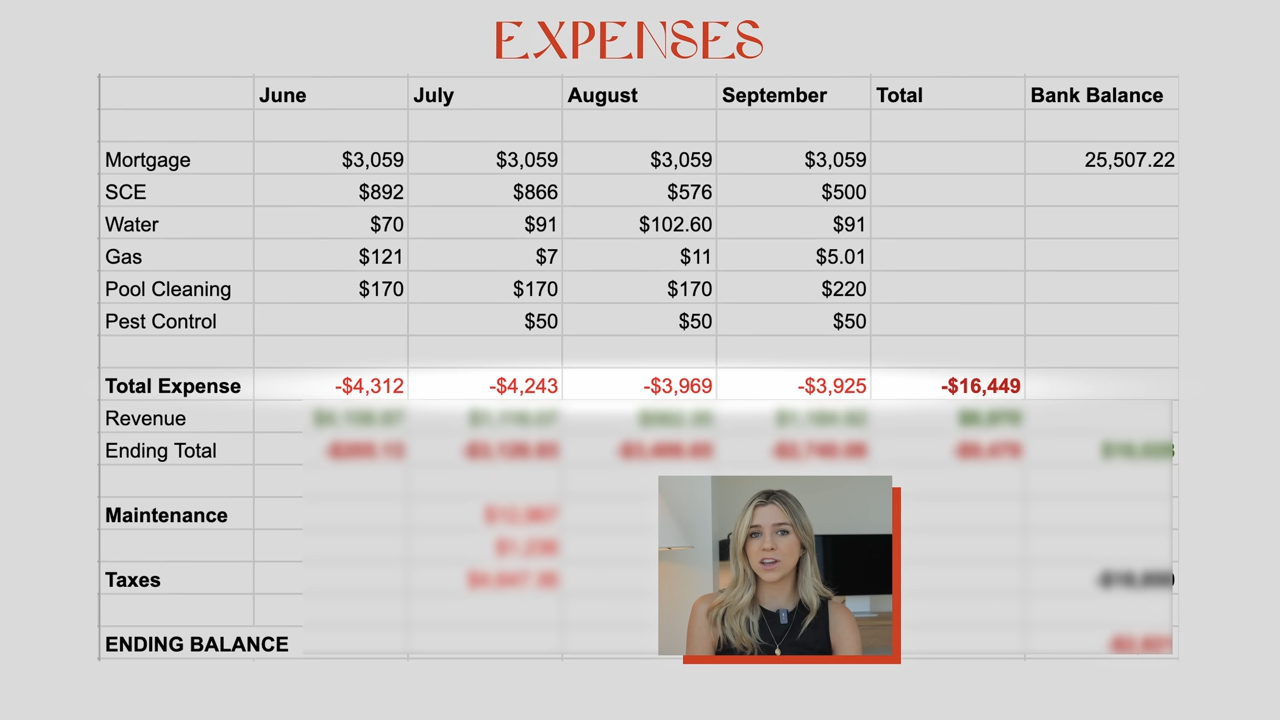 EXPENSES
June July August September Total Bank Balance
Mortgage $3,059 $3,059 $3,059 $3,059 25,507.22
SCE $892 $866 $576 $500
Water $70 $91 $102.60 $91
Gas $121 $7 $11 $5.01
Pool Cleaning $170 $170 $170 $220
Pest Control $50 $50 $50
Total Expense -$4,312 -$4,243 -$3,969 -$3,925 -$16,449
Revenue
Ending Total
Maintenance
Taxes
ENDING BALANCE